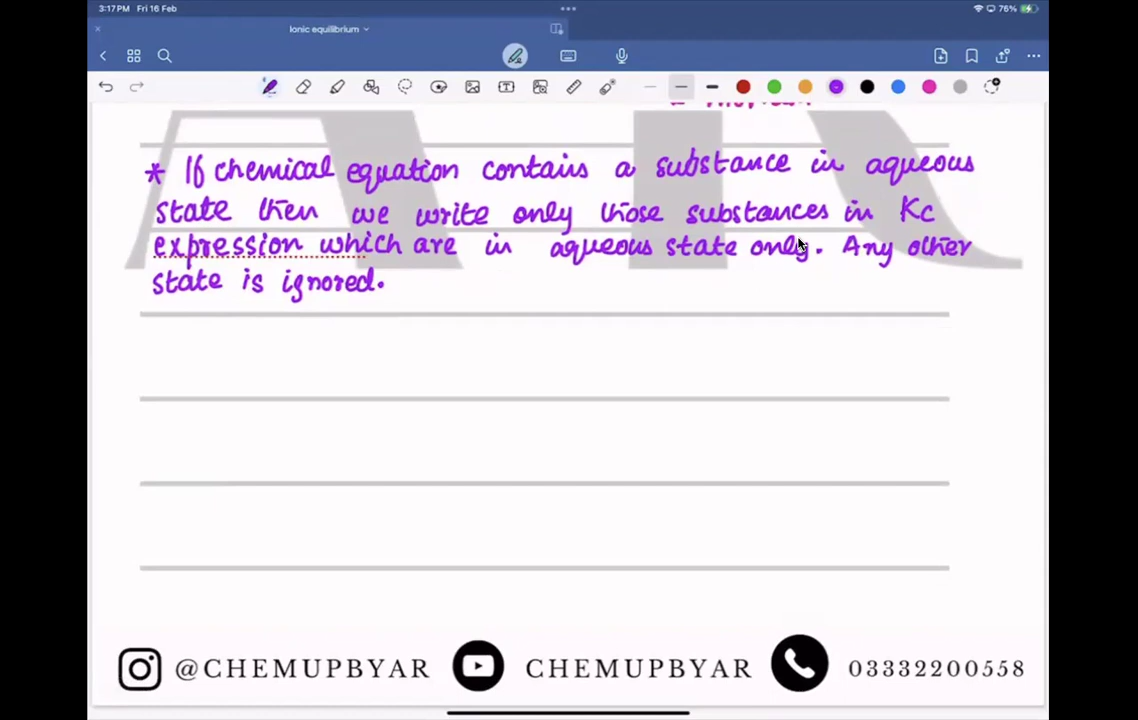 3:17 PM Fri 16 Feb
76%
Ionic equilibrium
* If chemical equation contains a substance in aqueous
state then we write only those substances in Kc
expression which are in aqueous state only. Any other
state is ignored.
@CHEMUPBYAR CHEMUPBYAR 03332200558